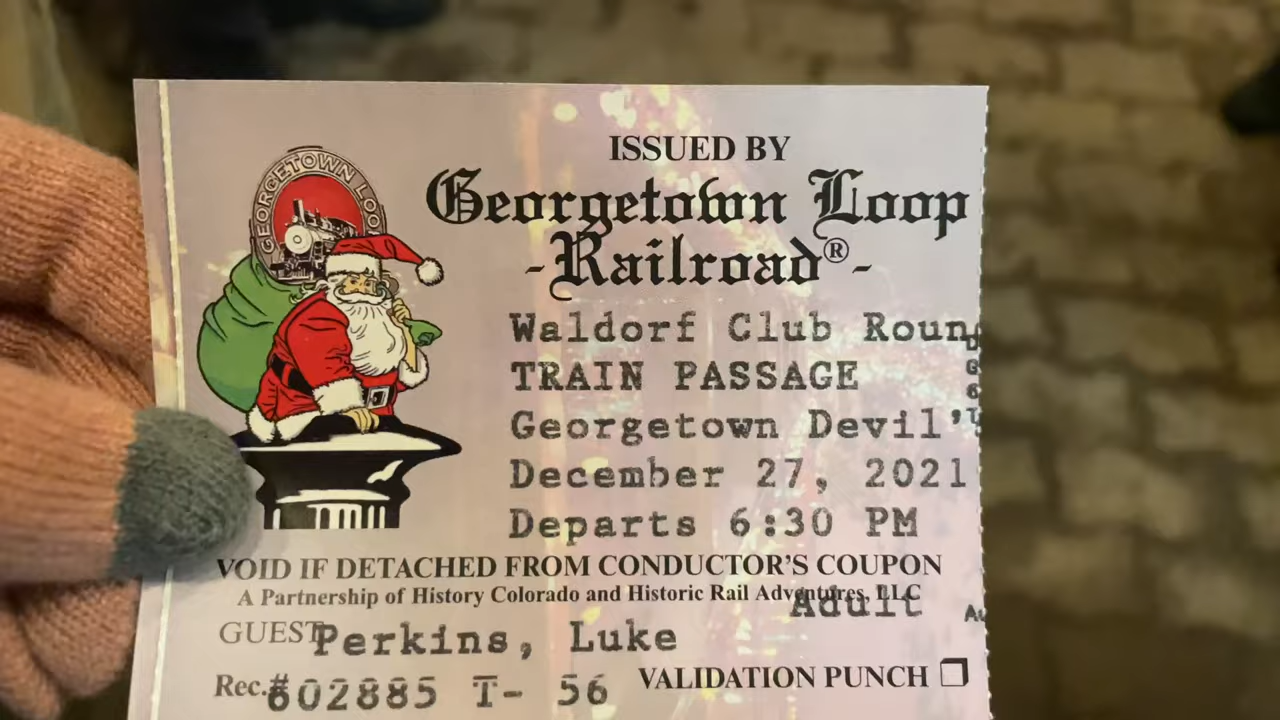 GEORGETOWN LOOP
ISSUED BY
Georgetown Loop
-Railroad®-
Waldorf Club Roun
TRAIN PASSAGE
Georgetown Devil'
December 27, 2021
Departs 6:30 PM
VOID IF DETACHED FROM CONDUCTOR'S COUPON
A Partnership of History Colorado and Historic Rail Adventures, LLC
Adult
GUEST Perkins, Luke
Rec.# 602885 T- 56
VALIDATION PUNCH